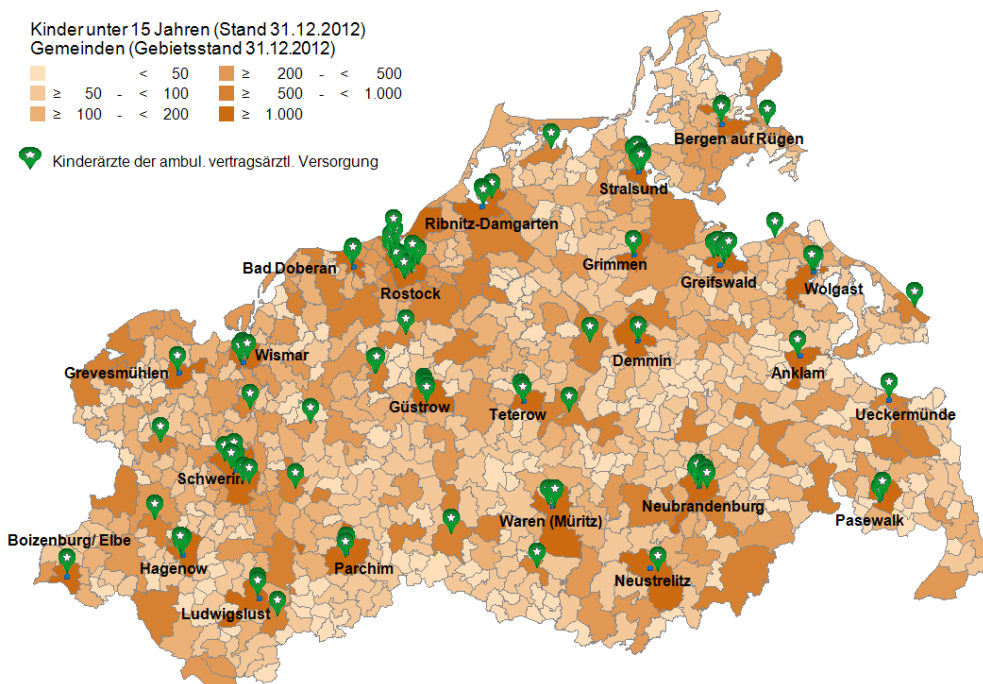 Kinder unter 15 Jahren (Stand 31.12.2012)
Gemeinden (Gebietsstand 31.12.2012)
< 50
≥ 50 - < 100
≥ 100 - < 200
≥ 200 - < 500
≥ 500 - < 1.000
≥ 1.000
Kinderärzte der ambul. vertragsärztl. Versorgung
Bergen auf Rügen
Stralsund
Ribnitz-Damgarten
Bad Doberan
Rostock
Grimmen
Greifswald
Wolgast
Grevesmühlen
Wismar
Demmin
Anklam
Güstrow
Teterow
Ueckermünde
Schwerin
Neubrandenburg
Waren (Müritz)
Pasewalk
Boizenburg/ Elbe
Hagenow
Parchim
Neustrelitz
Ludwigslust